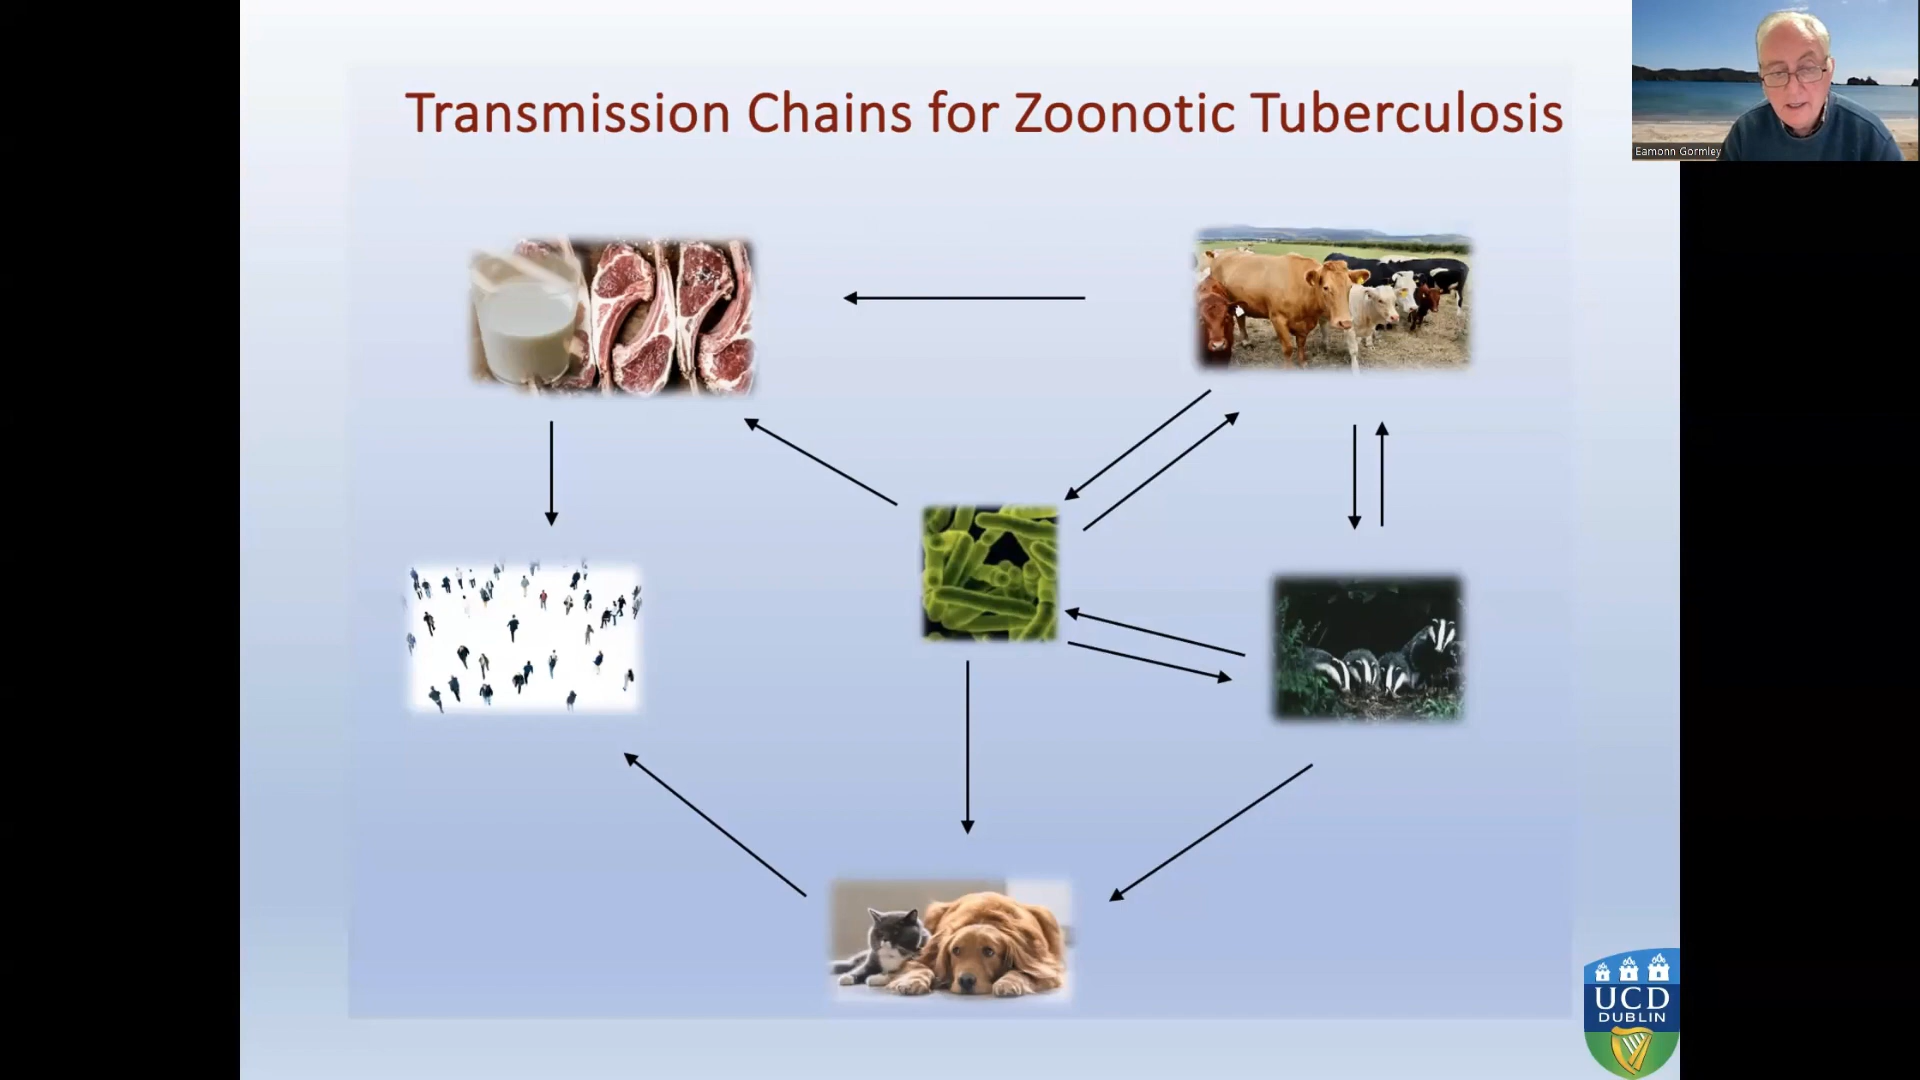 Transmission Chains for Zoonotic Tuberculosis
Eamonn Gormley
UCD
DUBLIN